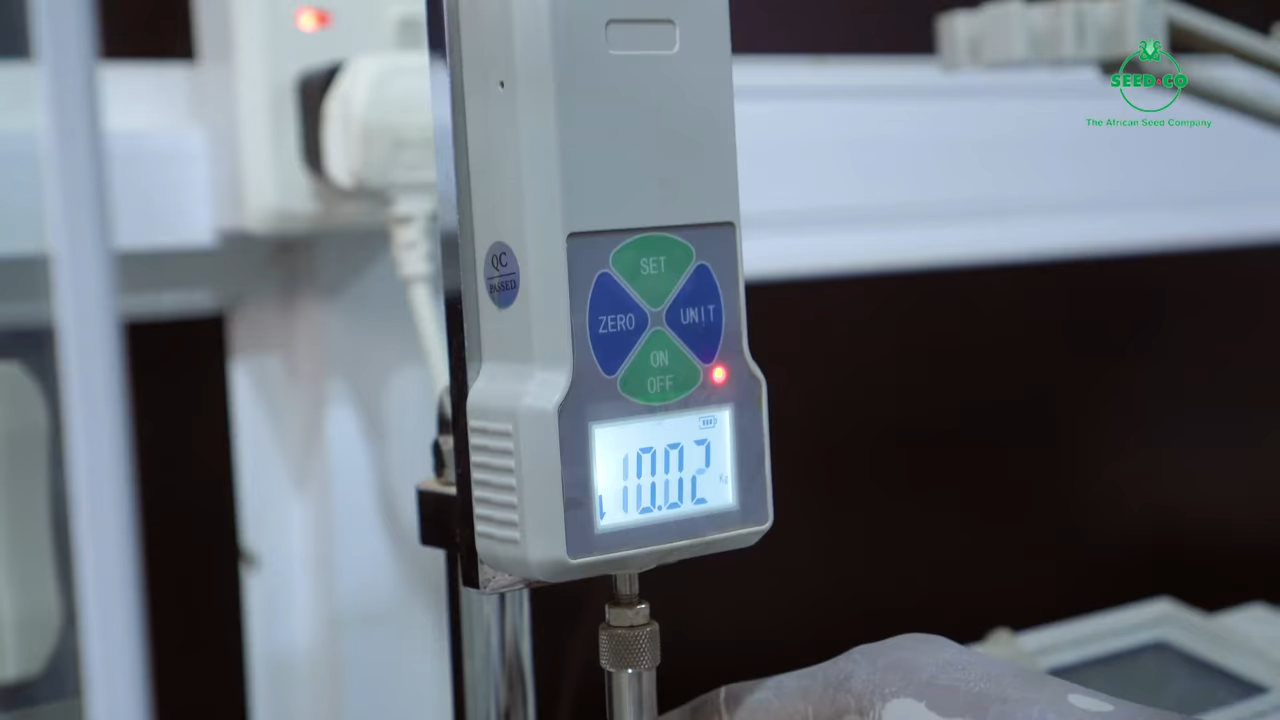 SEED CO
The African Seed Company
QC
PASSED
SET
ZERO
UNIT
ON
OFF
10.02
Kg